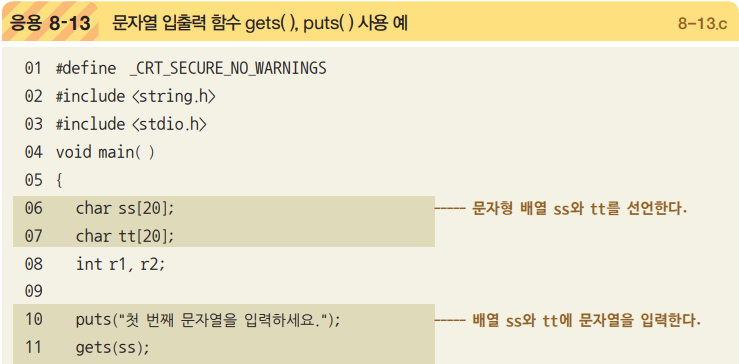 응용 8-13 문자열 입출력 함수 gets( ), puts( ) 사용 예 8-13.c
01 #define _CRT_SECURE_NO_WARNINGS
02 #include <string.h>
03 #include <stdio.h>
04 void main( )
05 {
06 char ss[20]; 문자형 배열 ss와 tt를 선언한다.
07 char tt[20];
08 int r1, r2;
09
10 puts("첫 번째 문자열을 입력하세요."); 배열 ss와 tt에 문자열을 입력한다.
11 gets(ss);